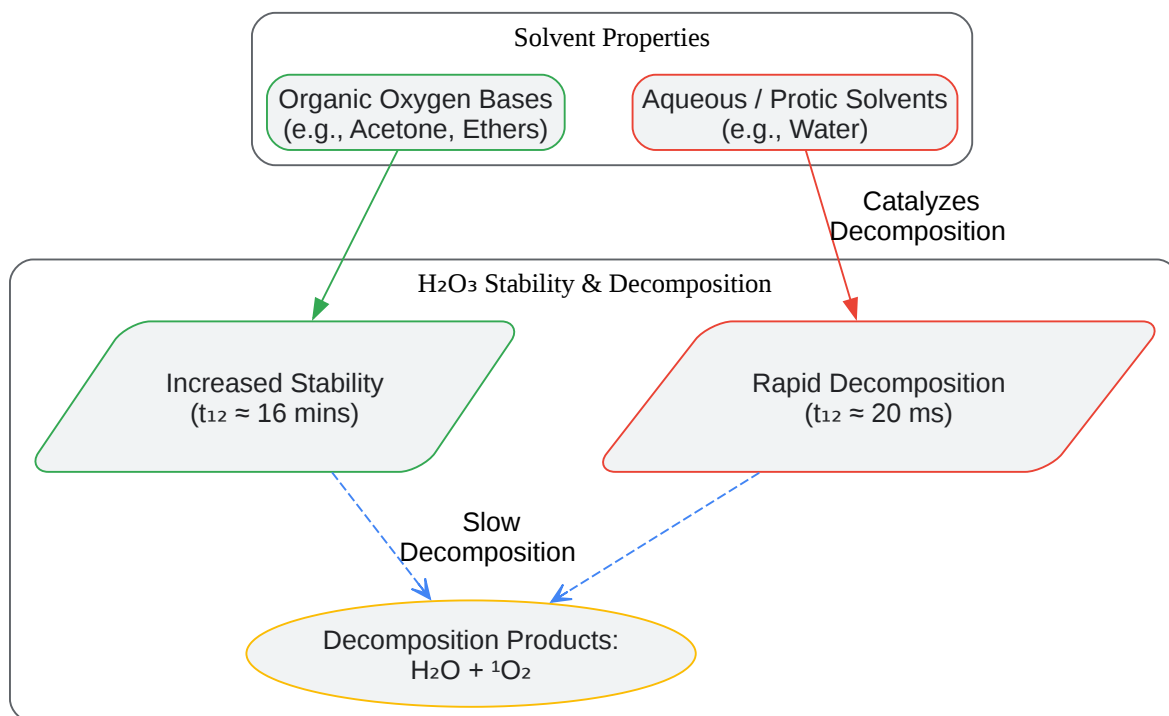 Solvent Properties
Organic Oxygen Bases
(e.g., Acetone, Ethers)
Aqueous / Protic Solvents
(e.g., Water)
Catalyzes
Decomposition
H₂O₃ Stability & Decomposition
Increased Stability
(t₁₂ ≈ 16 mins)
Rapid Decomposition
(t₁₂ ≈ 20 ms)
Slow
Decomposition
Decomposition Products:
H₂O + ¹O₂